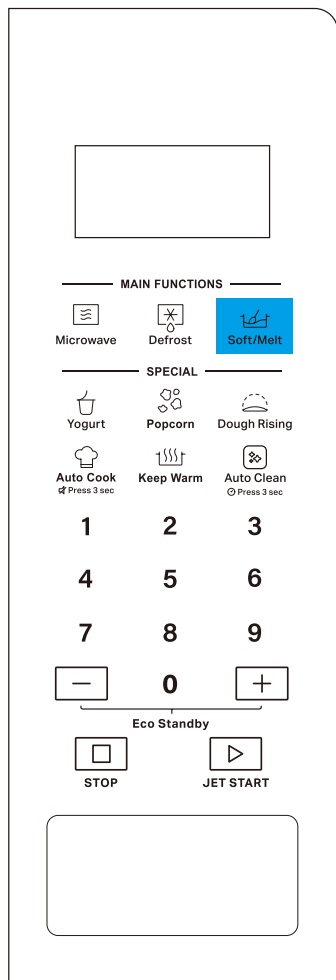 MAIN FUNCTIONS
Microwave Defrost Soft/Melt
SPECIAL
Yogurt Popcorn Dough Rising
Auto Cook Keep Warm Auto Clean
Press 3 sec Press 3 sec
1 2 3
4 5 6
7 8 9
− 0 +
Eco Standby
STOP JET START